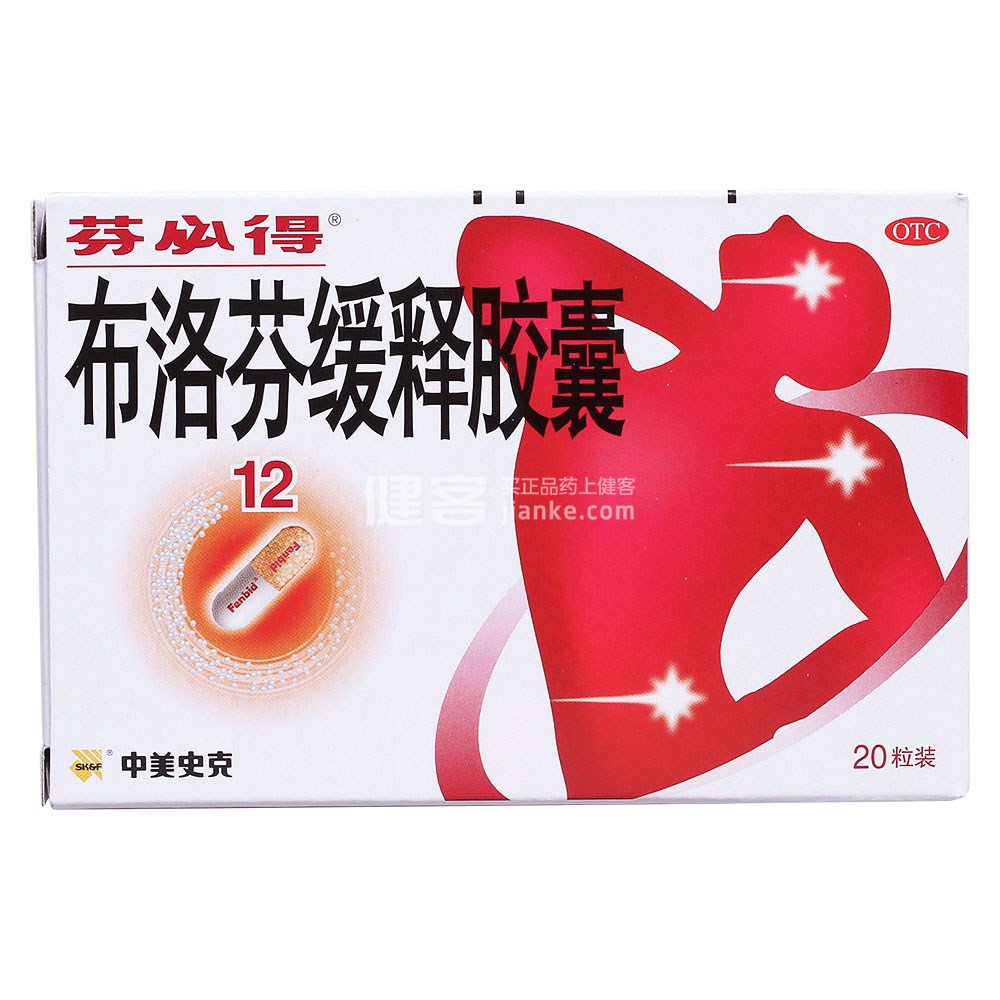 芬必得®
OTC
布洛芬缓释胶囊
12
健客 买正品药上健客
jianke.com
Fenbid
Fenbid®
SK&F® 中美史克
20粒装